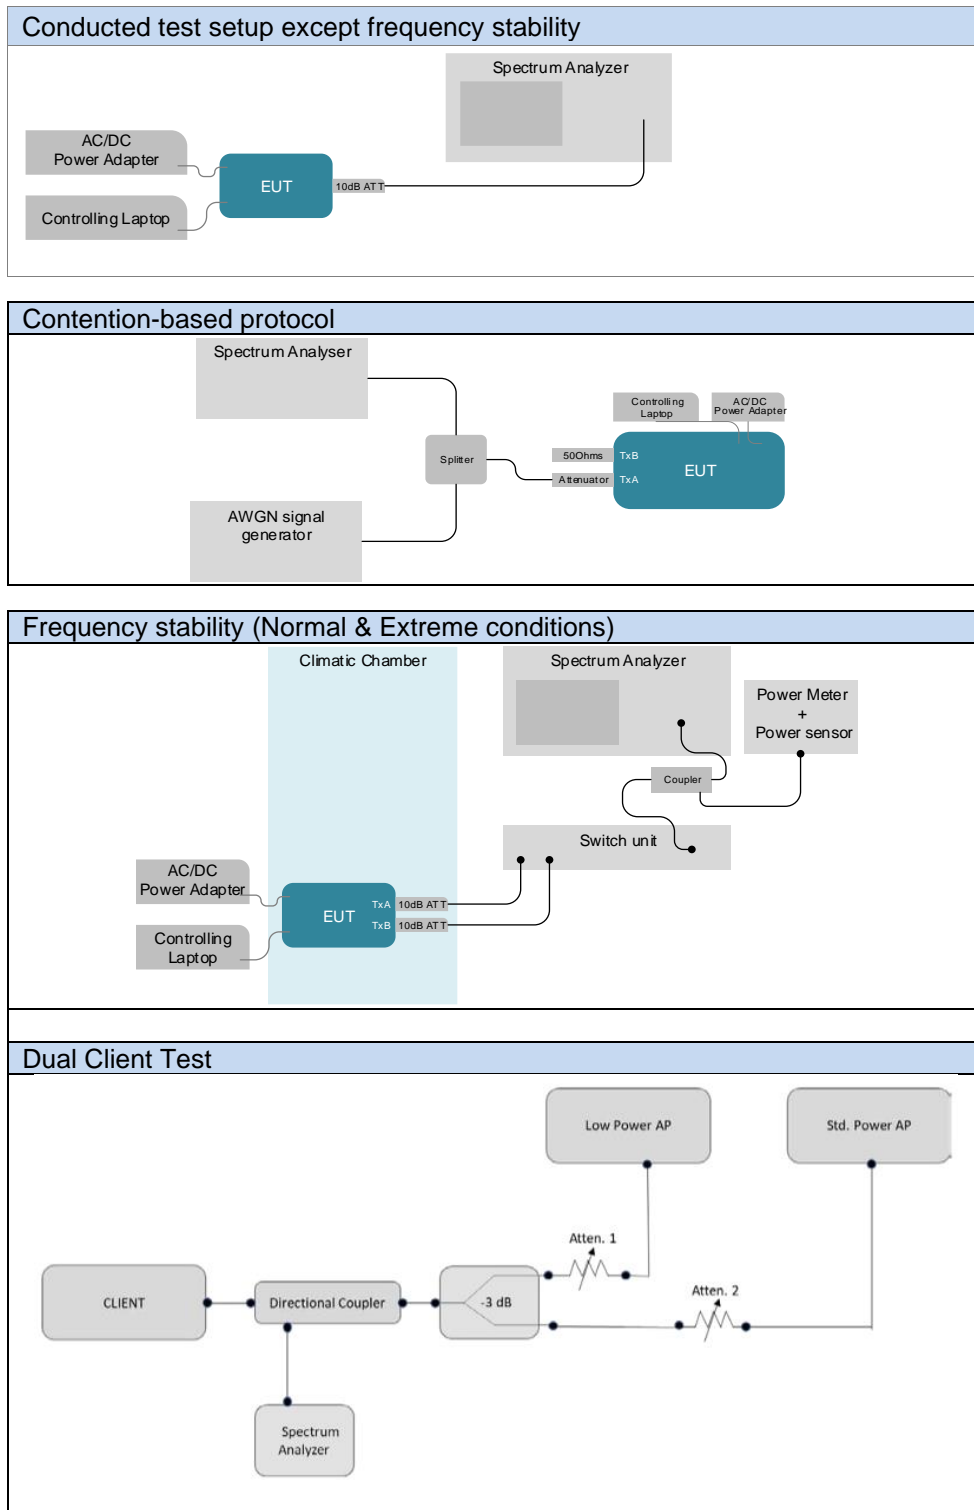 Conducted test setup except frequency stability
Spectrum Analyzer
AC/DC
Power Adapter
EUT
10dB ATT
Controlling Laptop
Contention-based protocol
Spectrum Analyser
Controlling
Laptop
AC/DC
Power Adapter
Splitter
50Ohms
TxB
EUT
Attenuator
TxA
AWGN signal
generator
Frequency stability (Normal & Extreme conditions)
Climatic Chamber
Spectrum Analyzer
Power Meter
+
Power sensor
Coupler
Switch unit
AC/DC
Power Adapter
EUT
TxA
10dB ATT
TxB
10dB ATT
Controlling
Laptop
Dual Client Test
Low Power AP
Std. Power AP
Atten. 1
Atten. 2
CLIENT
Directional Coupler
-3 dB
Spectrum
Analyzer